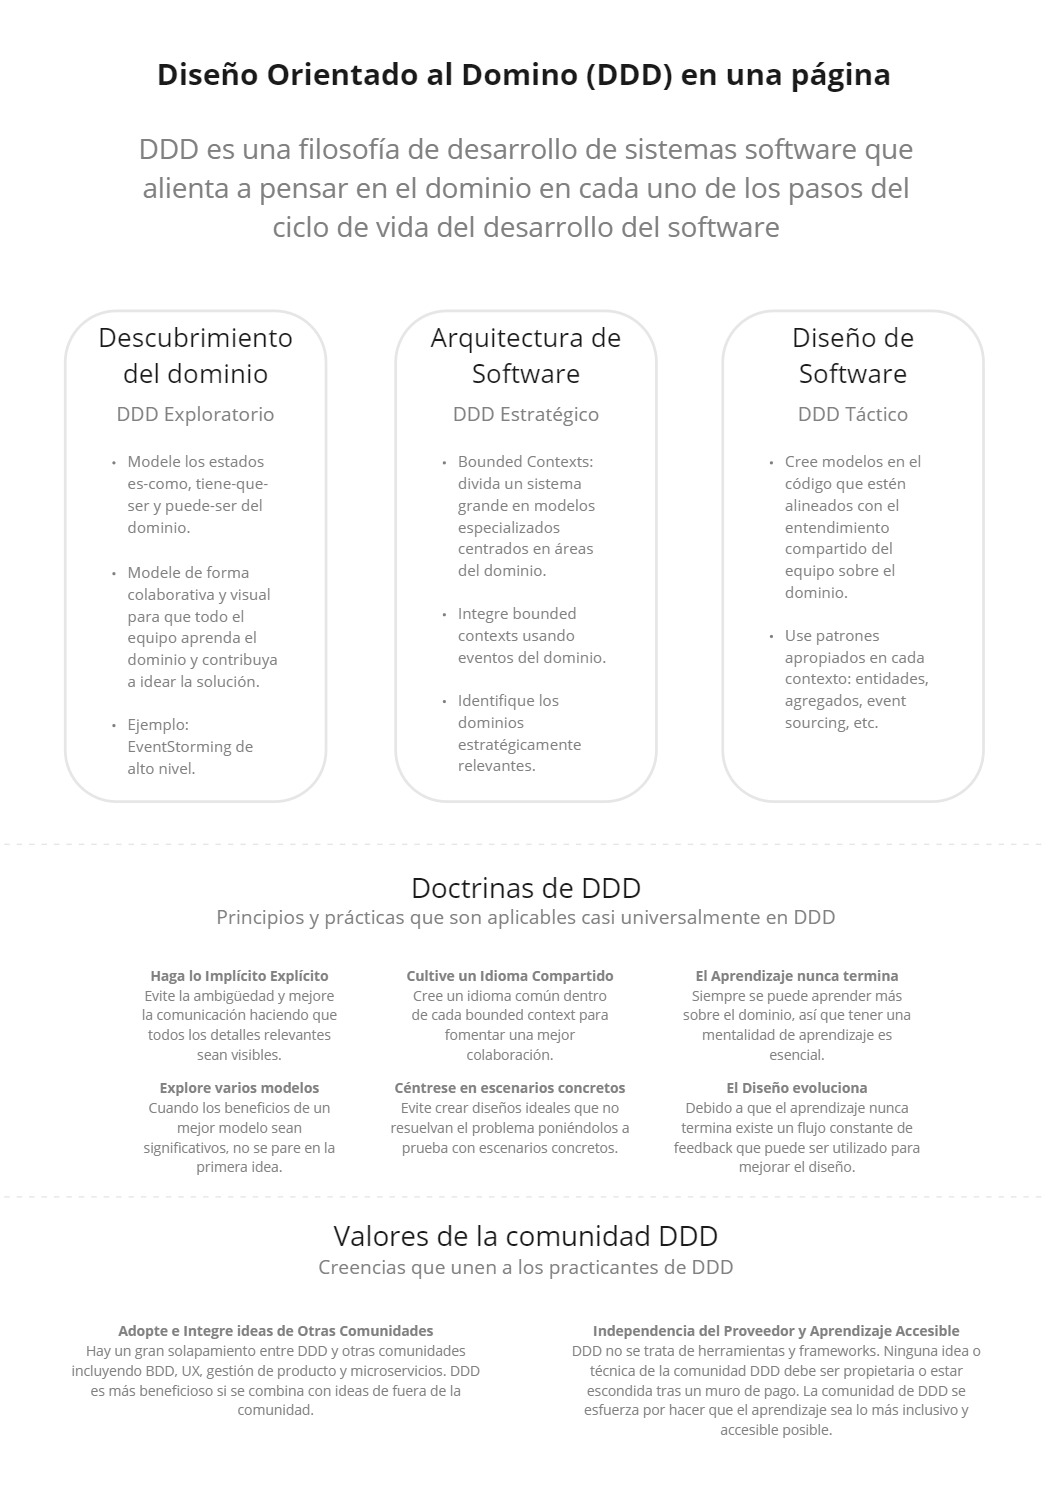 Diseño Orientado al Domino (DDD) en una página
DDD es una filosofía de desarrollo de sistemas software que
alienta a pensar en el dominio en cada uno de los pasos del
ciclo de vida del desarrollo del software
Descubrimiento
del dominio
DDD Exploratorio
• Modele los estados
es-como, tiene-que-
ser y puede-ser del
dominio.
• Modele de forma
colaborativa y visual
para que todo el
equipo aprenda el
dominio y contribuya
a idear la solución.
• Ejemplo:
EventStorming de
alto nivel.
Arquitectura de
Software
DDD Estratégico
• Bounded Contexts:
divida un sistema
grande en modelos
especializados
centrados en áreas
del dominio.
• Integre bounded
contexts usando
eventos del dominio.
• Identifique los
dominios
estratégicamente
relevantes.
Diseño de
Software
DDD Táctico
• Cree modelos en el
código que estén
alineados con el
entendimiento
compartido del
equipo sobre el
dominio.
• Use patrones
apropiados en cada
contexto: entidades,
agregados, event
sourcing, etc.
Doctrinas de DDD
Principios y prácticas que son aplicables casi universalmente en DDD
Haga lo Implícito Explícito
Evite la ambigüedad y mejore
la comunicación haciendo que
todos los detalles relevantes
sean visibles.
Cultive un Idioma Compartido
Cree un idioma común dentro
de cada bounded context para
fomentar una mejor
colaboración.
El Aprendizaje nunca termina
Siempre se puede aprender más
sobre el dominio, así que tener una
mentalidad de aprendizaje es
esencial.
Explore varios modelos
Cuando los beneficios de un
mejor modelo sean
significativos, no se pare en la
primera idea.
Céntrese en escenarios concretos
Evite crear diseños ideales que no
resuelvan el problema poniéndolos a
prueba con escenarios concretos.
El Diseño evoluciona
Debido a que el aprendizaje nunca
termina existe un flujo constante de
feedback que puede ser utilizado para
mejorar el diseño.
Valores de la comunidad DDD
Creencias que unen a los practicantes de DDD
Adopte e Integre ideas de Otras Comunidades
Hay un gran solapamiento entre DDD y otras comunidades
incluyendo BDD, UX, gestión de producto y microservicios. DDD
es más beneficioso si se combina con ideas de fuera de la
comunidad.
Independencia del Proveedor y Aprendizaje Accesible
DDD no se trata de herramientas y frameworks. Ninguna idea o
técnica de la comunidad DDD debe ser propietaria o estar
escondida tras un muro de pago. La comunidad de DDD se
esfuerza por hacer que el aprendizaje sea lo más inclusivo y
accesible posible.